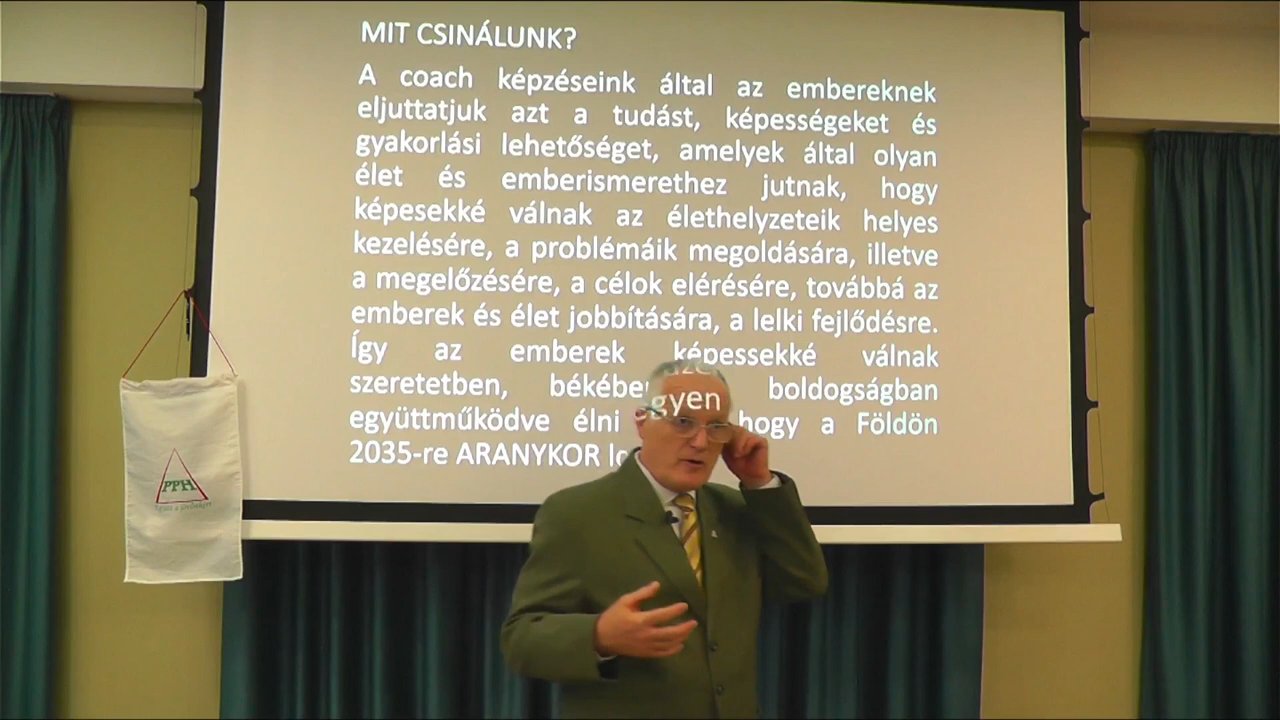 MIT CSINÁLUNK?
A coach képzéseink által az embereknek
eljuttatjuk azt a tudást, képességeket és
gyakorlási lehetőséget, amelyek által olyan
élet és emberismerethez jutnak, hogy
képesekké válnak az élethelyzeteik helyes
kezelésére, a problémáik megoldására, illetve
a megelőzésére, a célok elérésére, továbbá az
emberek és élet jobbítására, a lelki fejlődésre.
Így az emberek képessekké válnak
szeretetben, boldogságban
együttműködve élni hogy a Földön
2035-re ARANYKOR
egyen
PPH